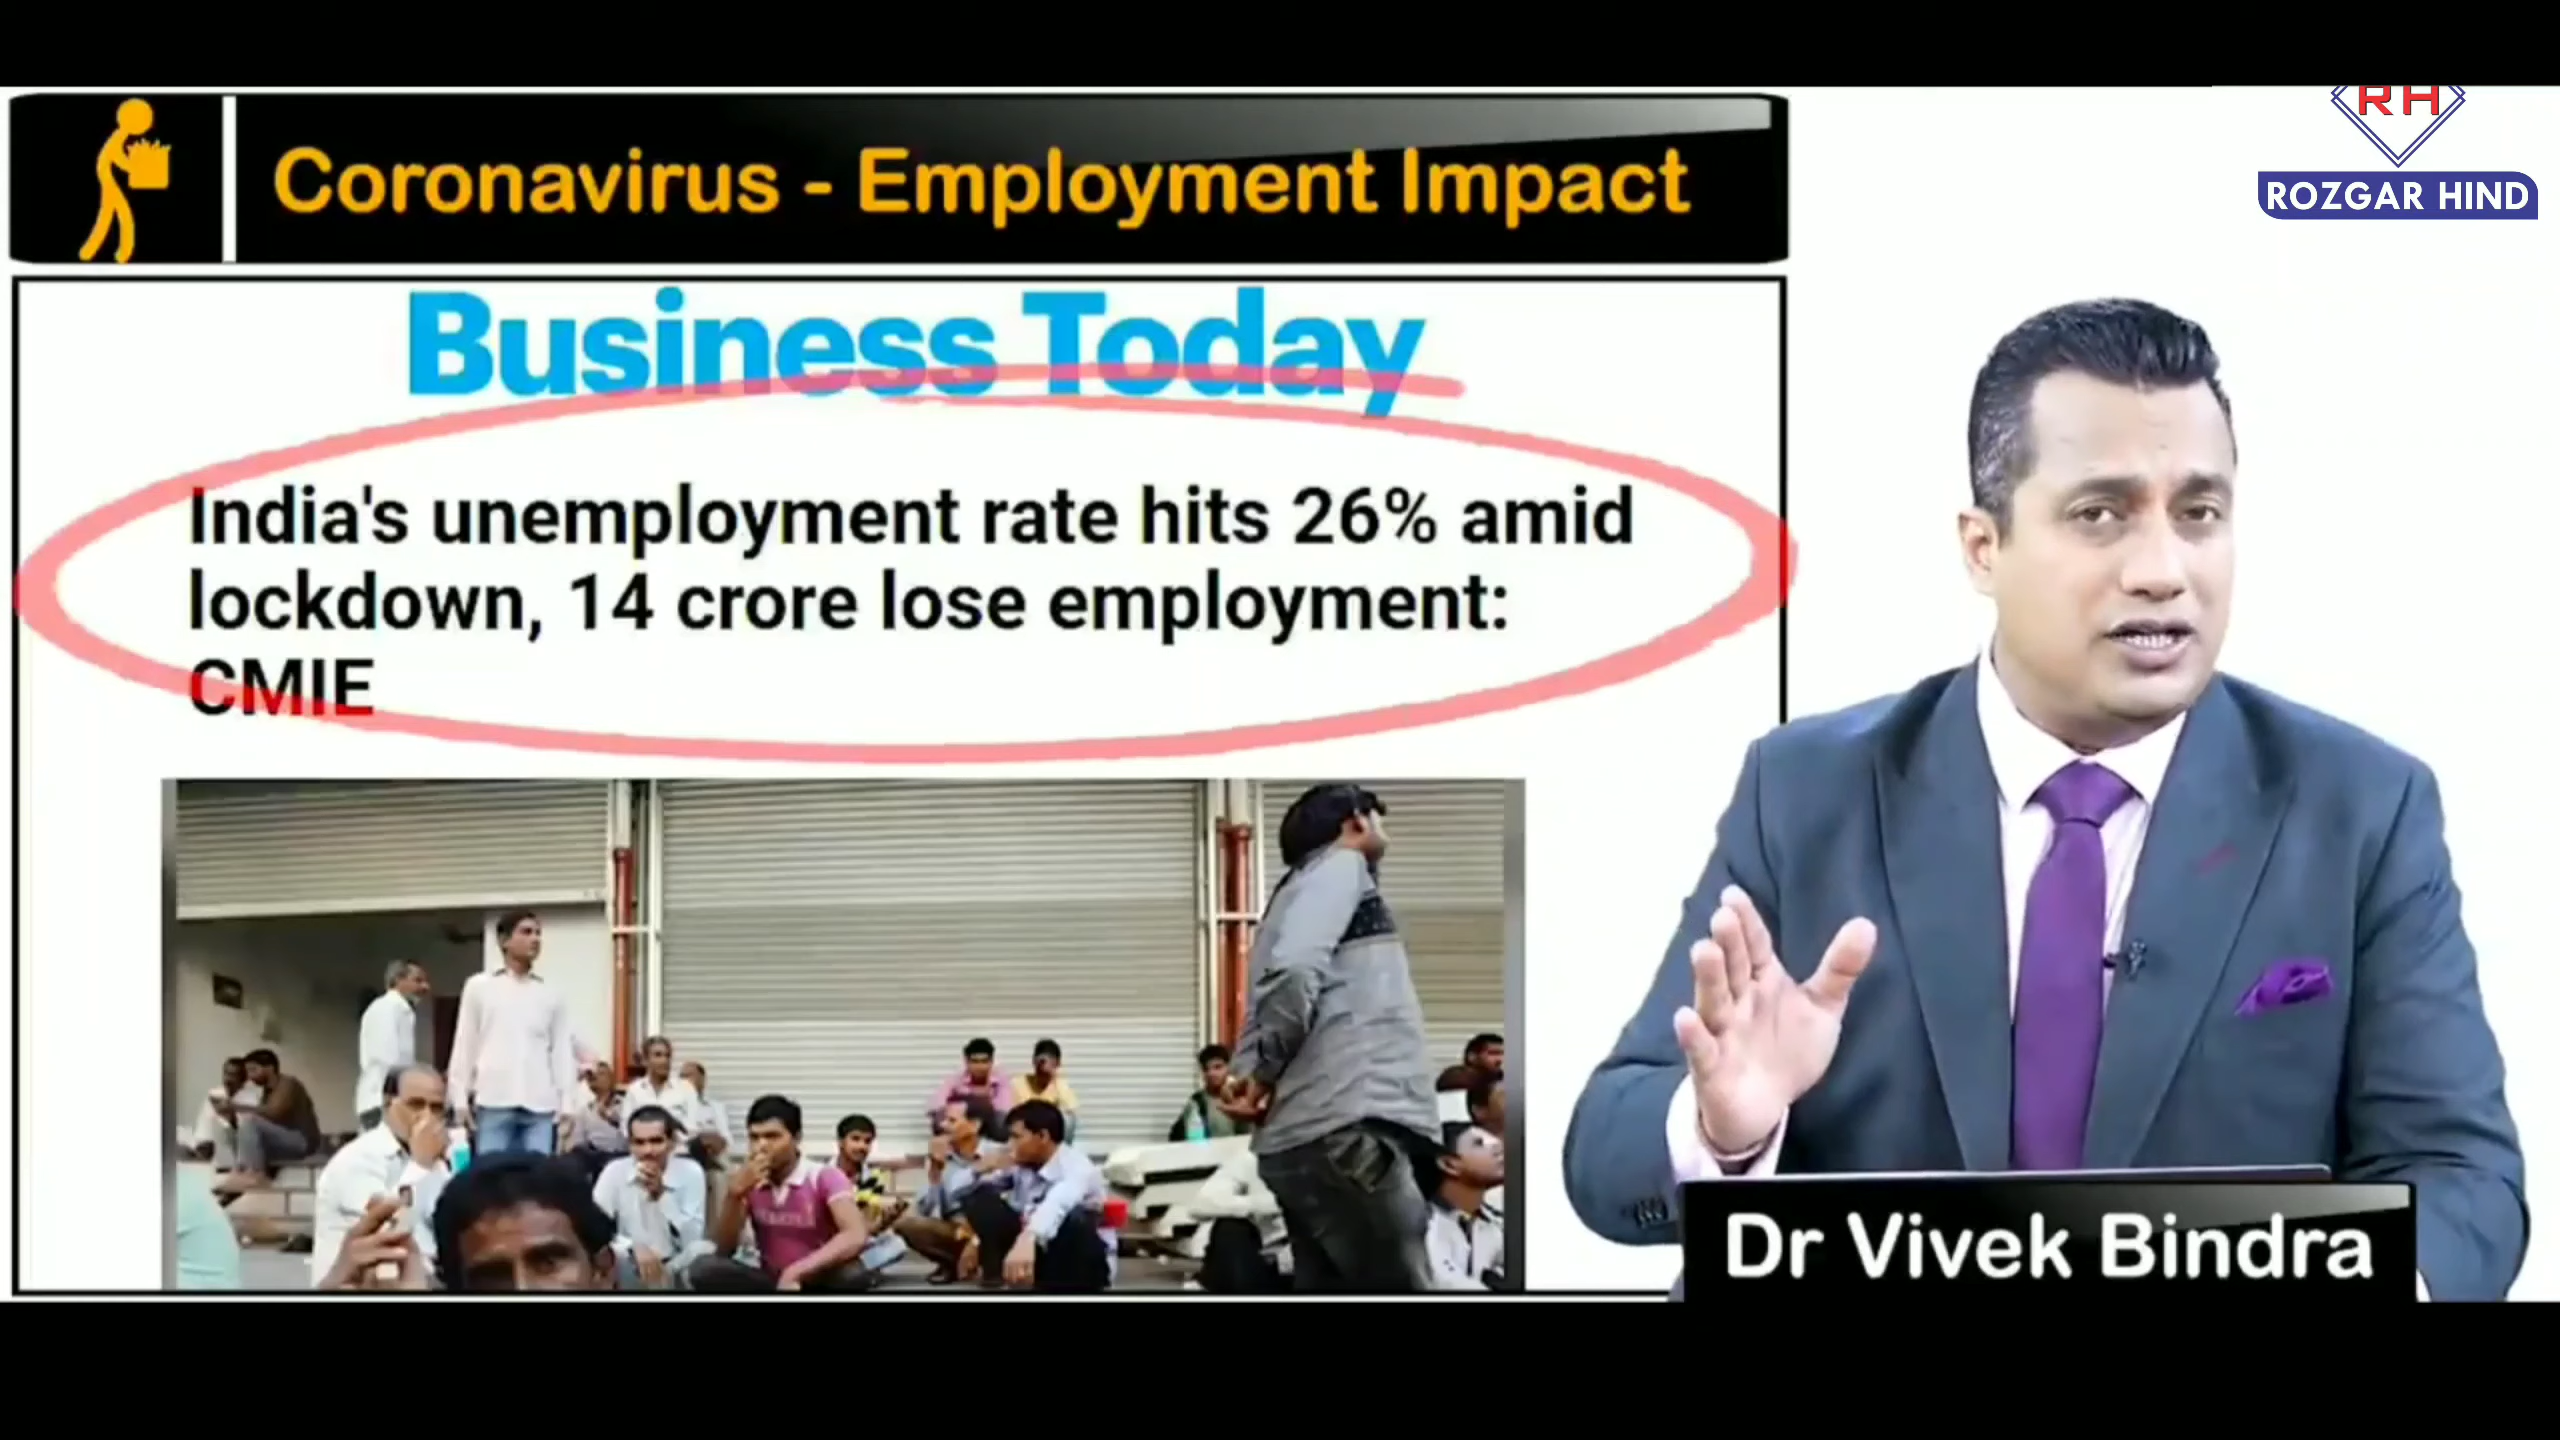 RH
ROZGAR HIND
Coronavirus - Employment Impact
Business Today
India's unemployment rate hits 26% amid
lockdown, 14 crore lose employment:
CMIE
Dr Vivek Bindra